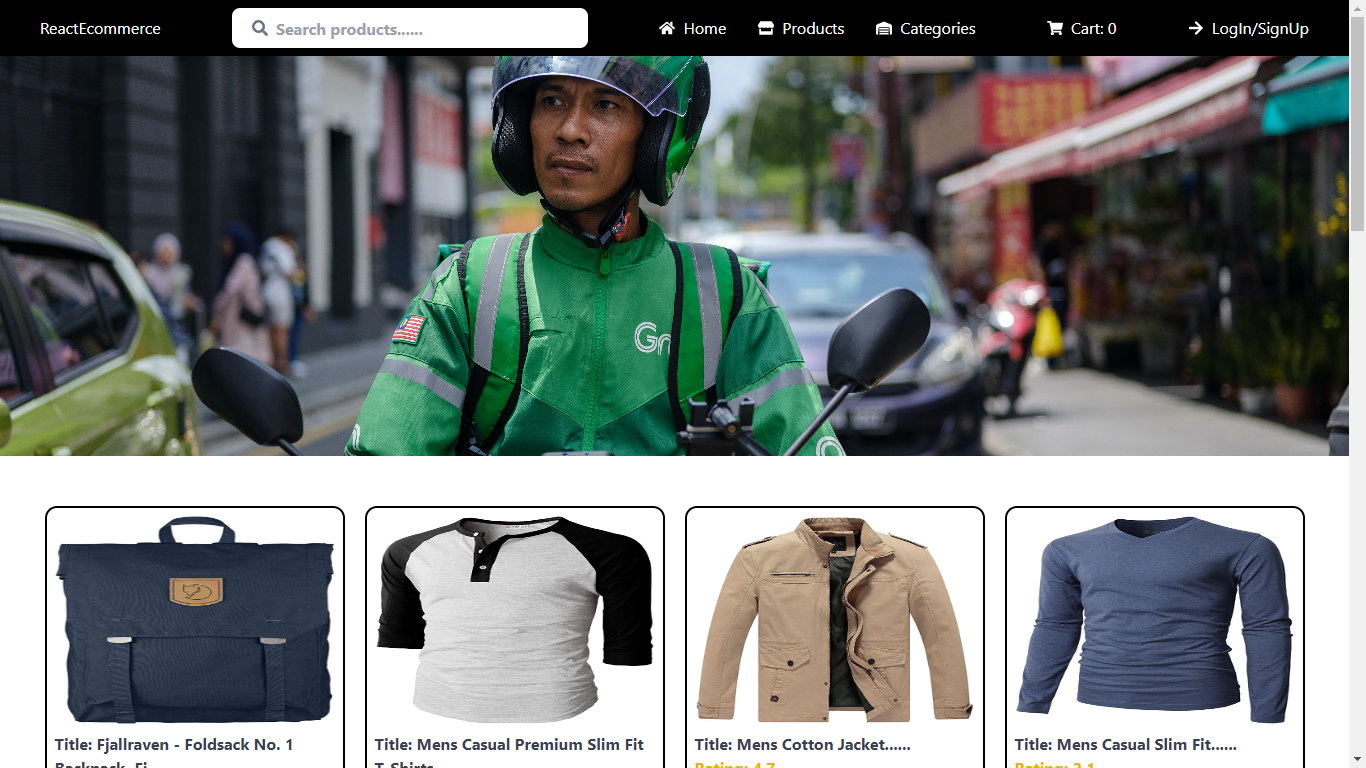 ReactEcommerce
Search products......
Home
Products
Categories
Cart: 0
LogIn/SignUp
Title: Fjallraven - Foldsack No. 1
Backpack, Fi
Title: Mens Casual Premium Slim Fit
T-Shirts
Title: Mens Cotton Jacket......
Rating: 4.7
Title: Mens Casual Slim Fit......
Rating: 2.1